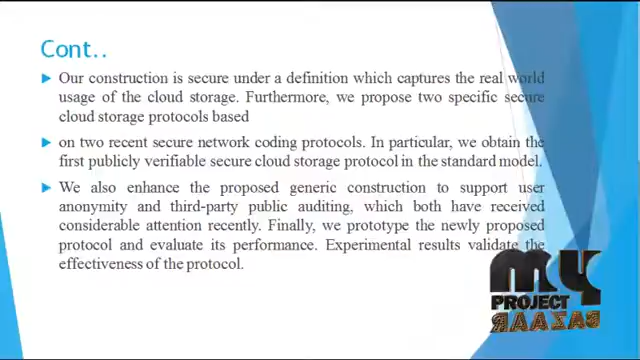 Cont..
Our construction is secure under a definition which captures the real world
usage of the cloud storage. Furthermore, we propose two specific secure
cloud storage protocols based
on two recent secure network coding protocols. In particular, we obtain the
first publicly verifiable secure cloud storage protocol in the standard model.
We also enhance the proposed generic construction to support user
anonymity and third-party public auditing, which both have received
considerable attention recently. Finally, we prototype the newly proposed
protocol and evaluate its performance. Experimental results validate the
effectiveness of the protocol.
my
PROJECT